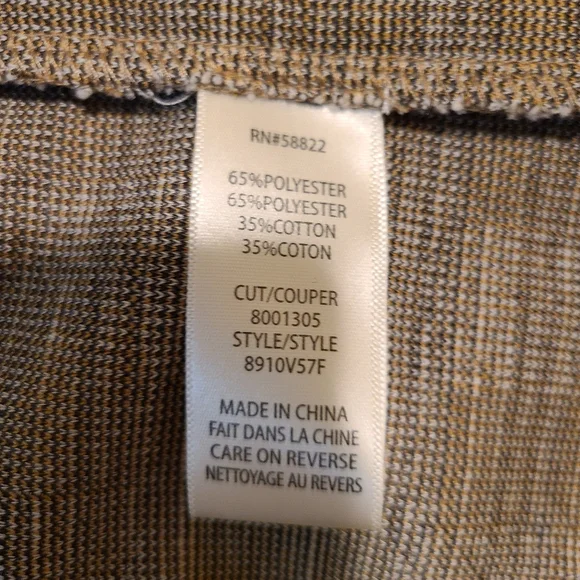 RN#58822
65%POLYESTER
65%POLYESTER
35%COTTON
35%COTON
CUT/COUPER
8001305
STYLE/STYLE
8910V57F
MADE IN CHINA
FAIT DANS LA CHINE
CARE ON REVERSE
NETTOYAGE AU REVERS